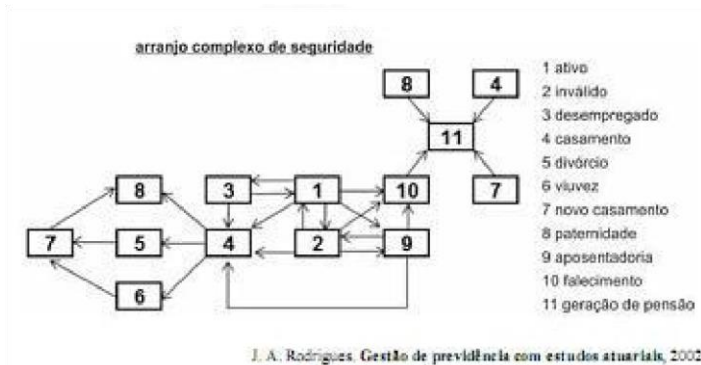 arranjo complexo de seguridade
8 4
11
8 3 1 10 7
7 5 4 2 9
6
1 ativo
2 inválido
3 desempregado
4 casamento
5 divórcio
6 viuvez
7 novo casamento
8 paternidade
9 aposentadoria
10 falecimento
11 geração de pensão
J. A. Rodrigues. Gestão de previdência com estudos atuariais, 2002